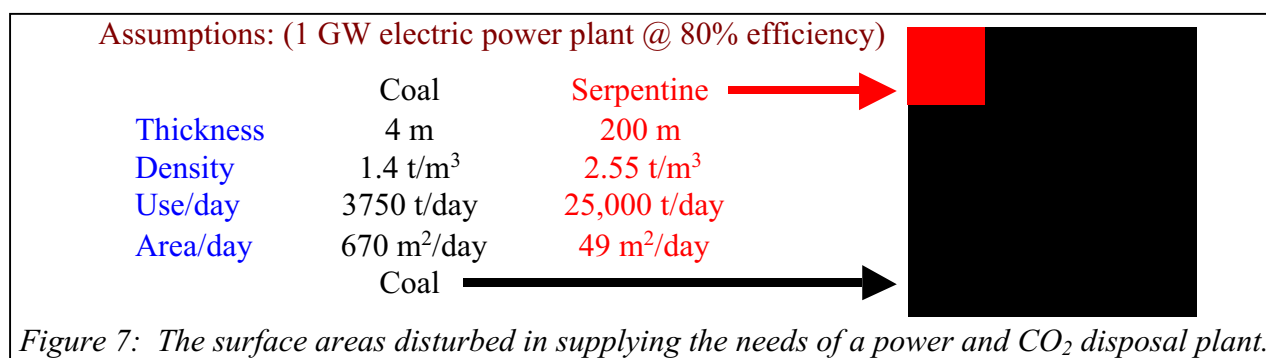 Assumptions: (1 GW electric power plant @ 80% efficiency)
Coal Serpentine
Thickness 4 m 200 m
Density 1.4 t/m³ 2.55 t/m³
Use/day 3750 t/day 25,000 t/day
Area/day 670 m²/day 49 m²/day
Coal
Figure 7: The surface areas disturbed in supplying the needs of a power and CO₂ disposal plant.